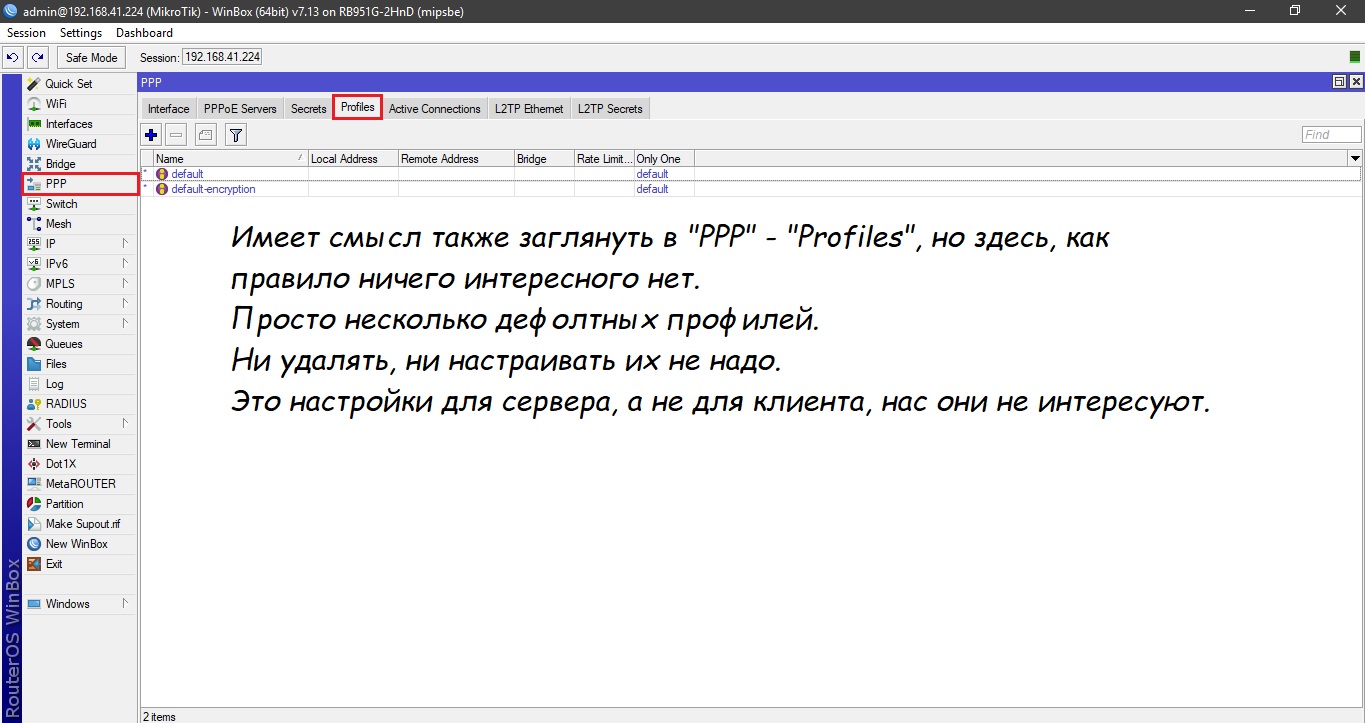 admin@192.168.41.224 (MikroTik) - WinBox (64bit) v7.13 on RB951G-2HnD (mipsbe)
Session Settings Dashboard
Safe Mode Session: 192.168.41.224
PPP
Interface PPPoE Servers Secrets Profiles Active Connections L2TP Ethernet L2TP Secrets
Find
Name / Local Address Remote Address Bridge Rate Limit... Only One
* default default
* default-encryption default
Имеет смысл также заглянуть в "PPP" - "Profiles", но здесь, как
правило ничего интересного нет.
Просто несколько дефолтных профилей.
Ни удалять, ни настраивать их не надо.
Это настройки для сервера, а не для клиента, нас они не интересуют.
2 items
Quick Set
WiFi
Interfaces
WireGuard
Bridge
PPP
Switch
Mesh
IP
IPv6
MPLS
Routing
System
Queues
Files
Log
RADIUS
Tools
New Terminal
Dot1X
MetaROUTER
Partition
Make Supout.rif
New WinBox
Exit
Windows
RouterOS WinBox